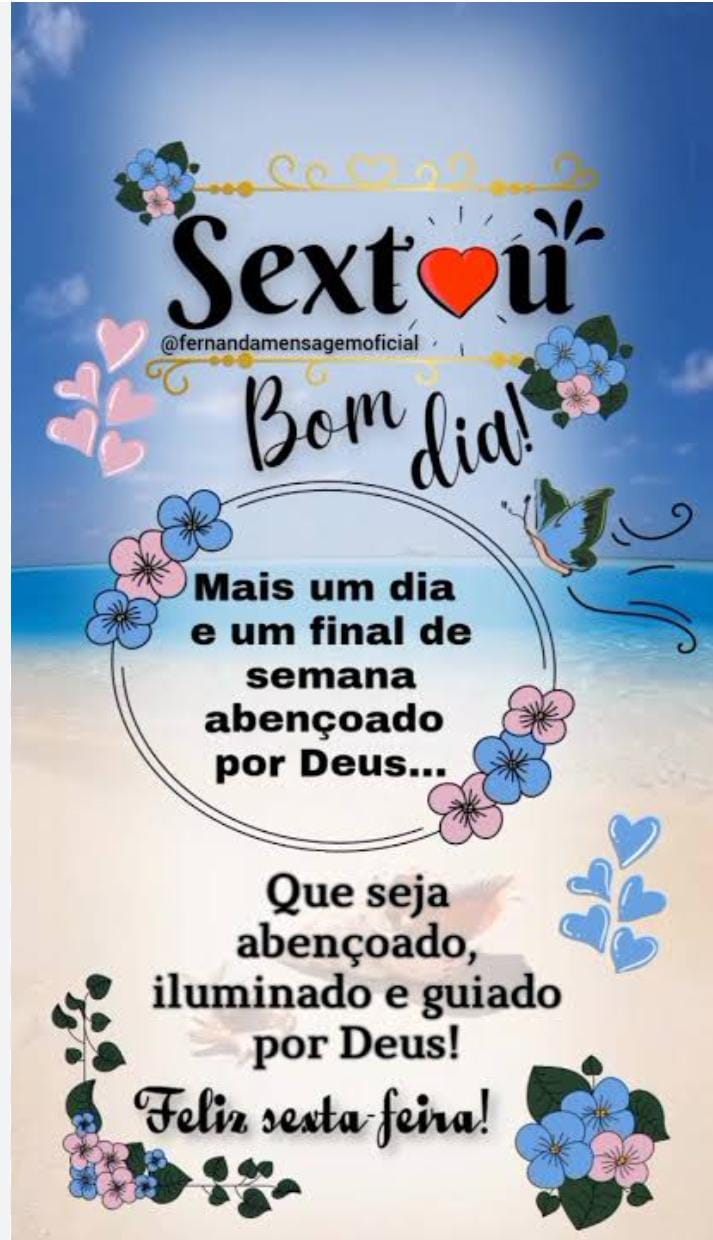 Sextou
@fernandamensagemoficial
Bom dia!
Mais um dia
e um final de
semana
abençoado
por Deus...
Que seja
abençoado,
iluminado e guiado
por Deus!
Feliz sexta-feira!